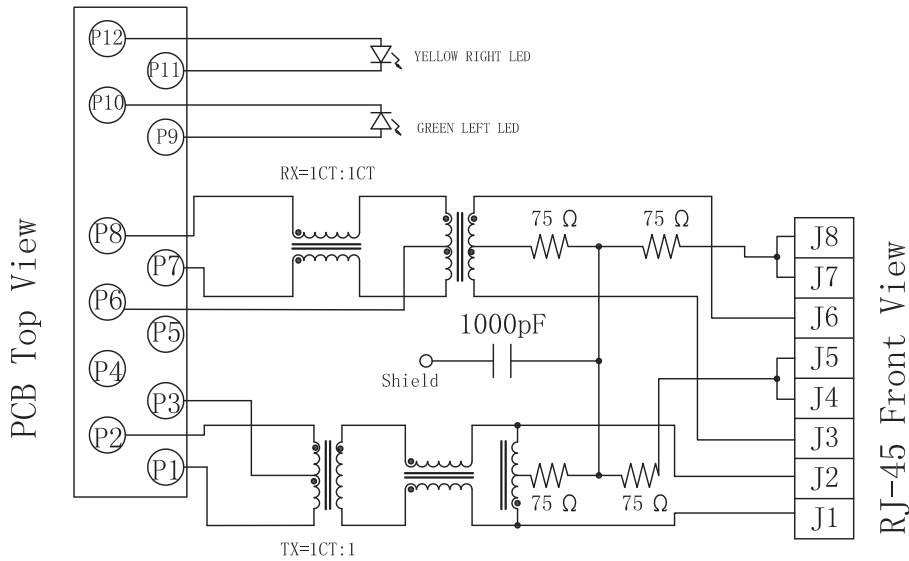 P12
YELLOW RIGHT LED
P11
P10
GREEN LEFT LED
P9
RX=1CT:1CT
75 Ω
75 Ω
P8
P7
P6
P5
P4
P3
P2
P1
PCB Top View
1000pF
Shield
75 Ω
75 Ω
TX=1CT:1
J8
J7
J6
J5
J4
J3
J2
J1
RJ-45 Front View